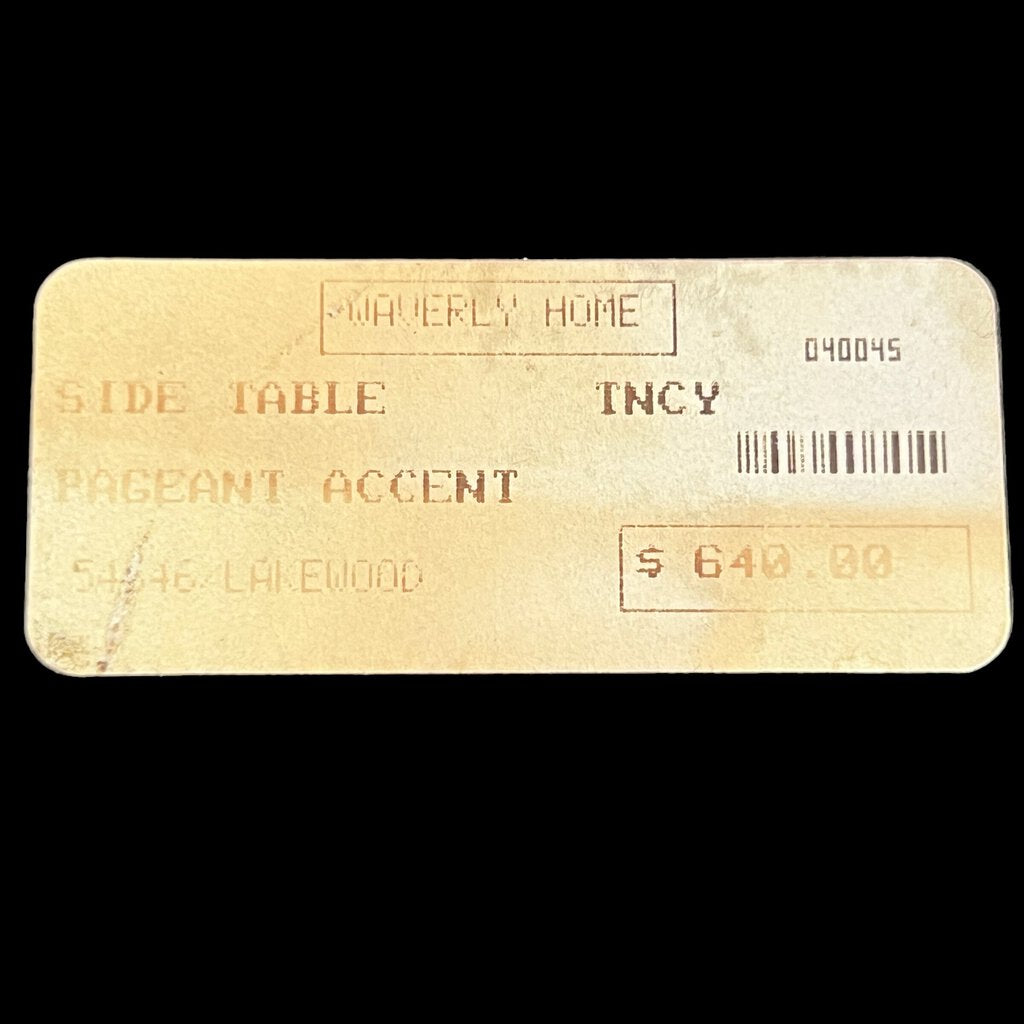 WAVERLY HOME
040045
SIDE TABLE TNCY
PAGEANT ACCENT
$ 640.00
LAKEWOOD